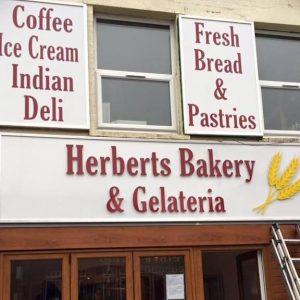 Coffee
Ice Cream
Indian
Deli
Fresh
Bread
&
Pastries
Herberts Bakery
& Gelateria